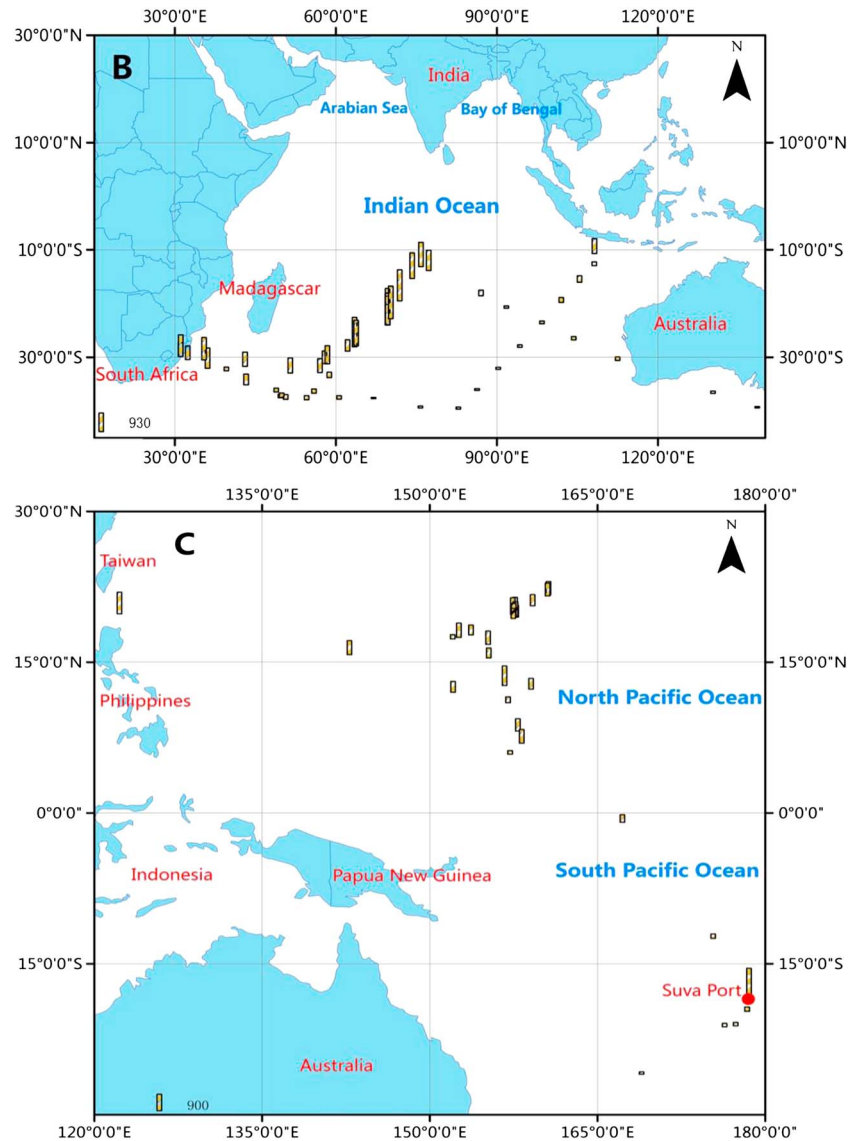 30°0'0"E 60°0'0"E 90°0'0"E 120°0'0"E
30°0'0"N
B
N
India
Arabian Sea Bay of Bengal
10°0'0"N 10°0'0"N
Indian Ocean
10°0'0"S 10°0'0"S
Madagascar
Australia
30°0'0"S 30°0'0"S
South Africa
930
30°0'0"E 60°0'0"E 90°0'0"E 120°0'0"E
135°0'0"E 150°0'0"E 165°0'0"E 180°0'0"
30°0'0"N
C
N
Taiwan
15°0'0"N 15°0'0"N
Philippines
North Pacific Ocean
0°0'0" 0°0'0"
Indonesia
Papua New Guinea
South Pacific Ocean
15°0'0"S 15°0'0"S
Suva Port
Australia
900
120°0'0"E 135°0'0"E 150°0'0"E 165°0'0"E 180°0'0"